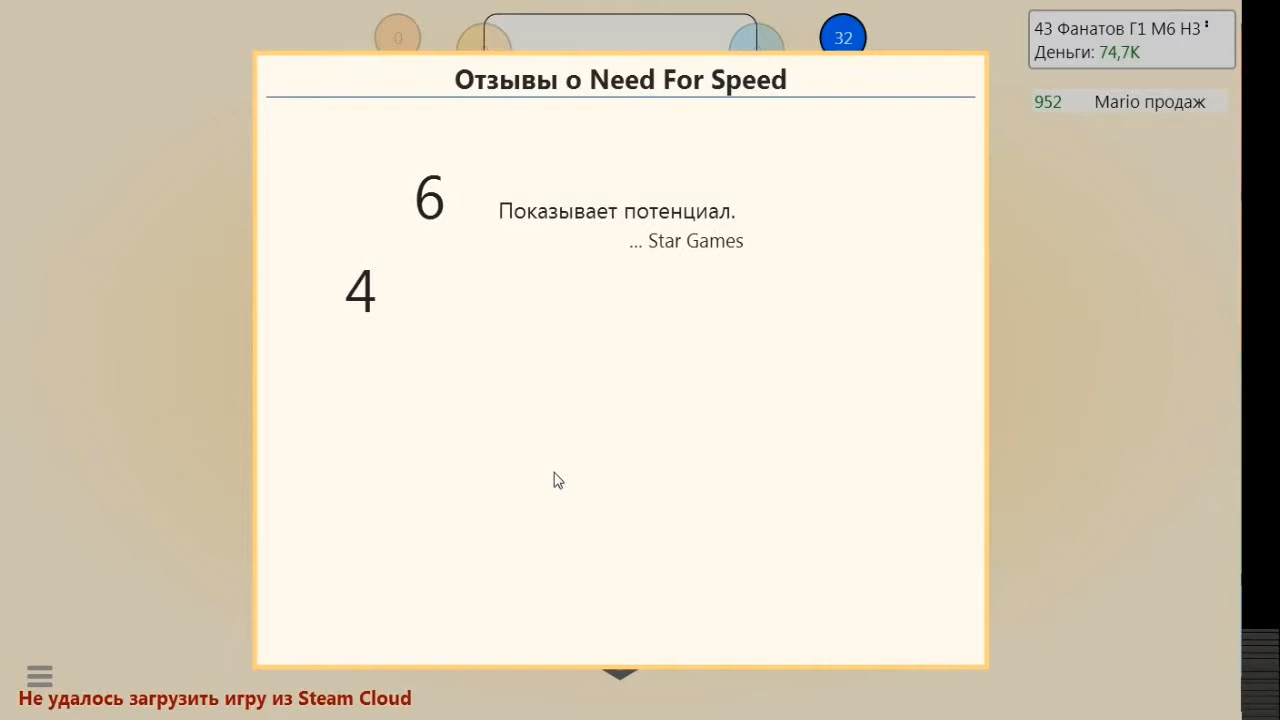 0
32
43 Фанатов Г1 М6 Н3
Деньги: 74,7K
952 Mario продаж
Отзывы о Need For Speed
6 Показывает потенциал.
... Star Games
4
Не удалось загрузить игру из Steam Cloud